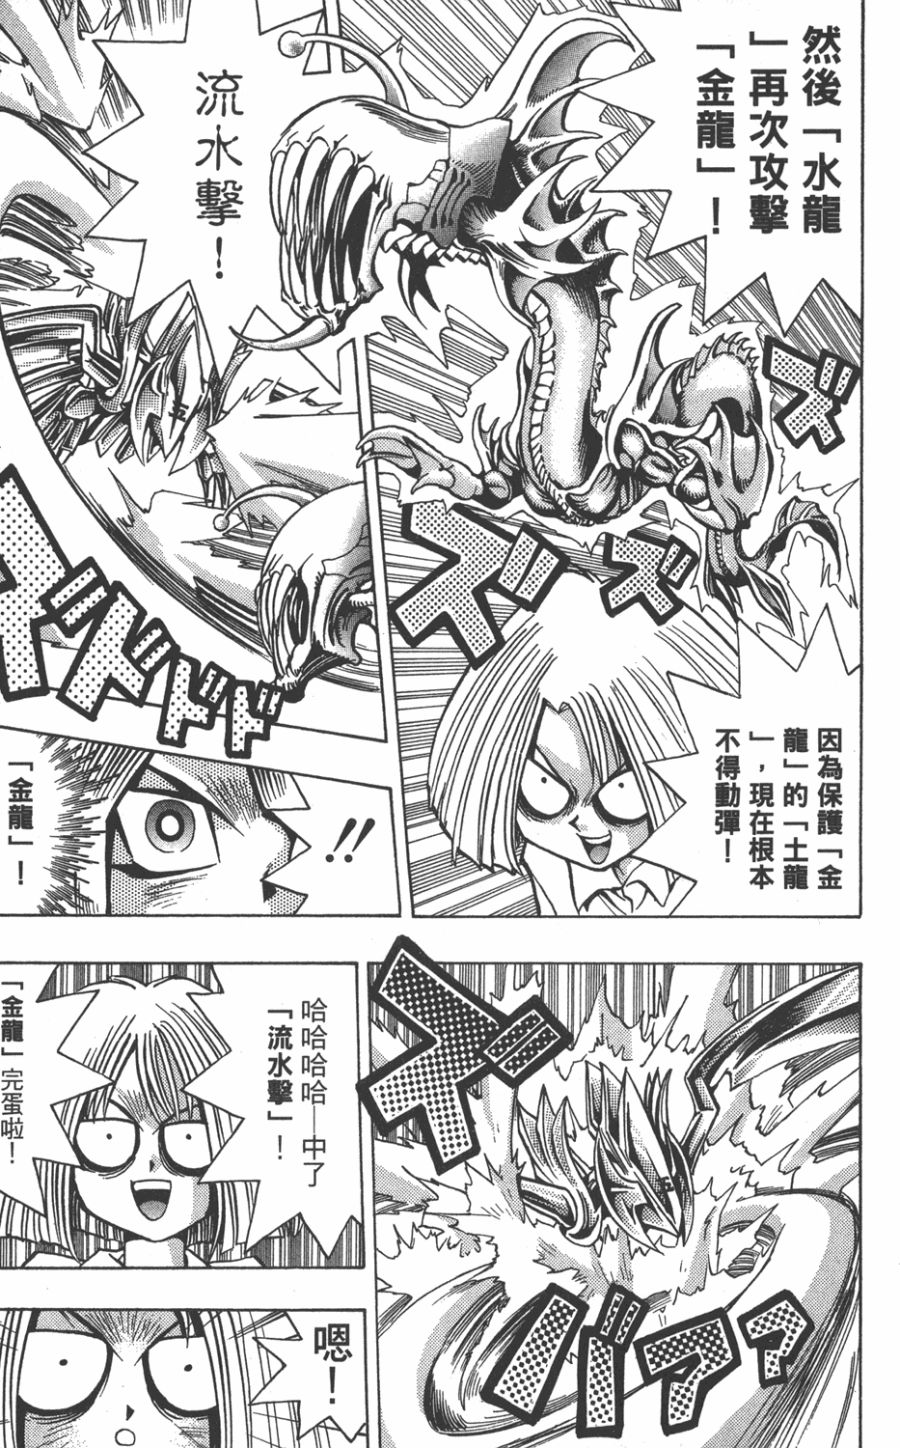 然後「水龍
」再次攻擊
「金龍」！
流水擊！
ズ
ズ
ズズ
因為保護「金
龍」的「土龍
」，現在根本
不得動彈！
ドドドド
！！
「金龍」！
ズ
バァァ
哈哈哈哈──中了
「流水擊」！
「金龍」完蛋啦！
嗯！